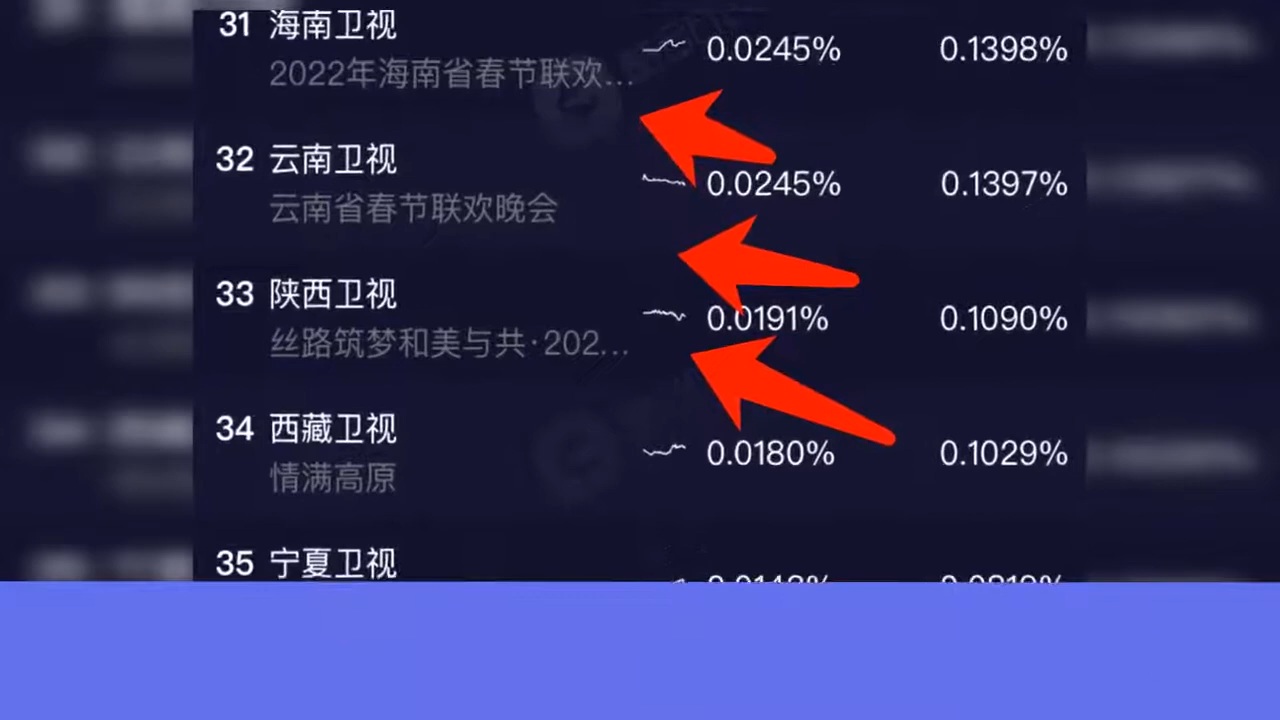 31 海南卫视 0.0245% 0.1398%
2022年海南省春节联欢...
32 云南卫视 0.0245% 0.1397%
云南省春节联欢晚会
33 陕西卫视 0.0191% 0.1090%
丝路筑梦和美与共·202...
34 西藏卫视 0.0180% 0.1029%
情满高原
35 宁夏卫视